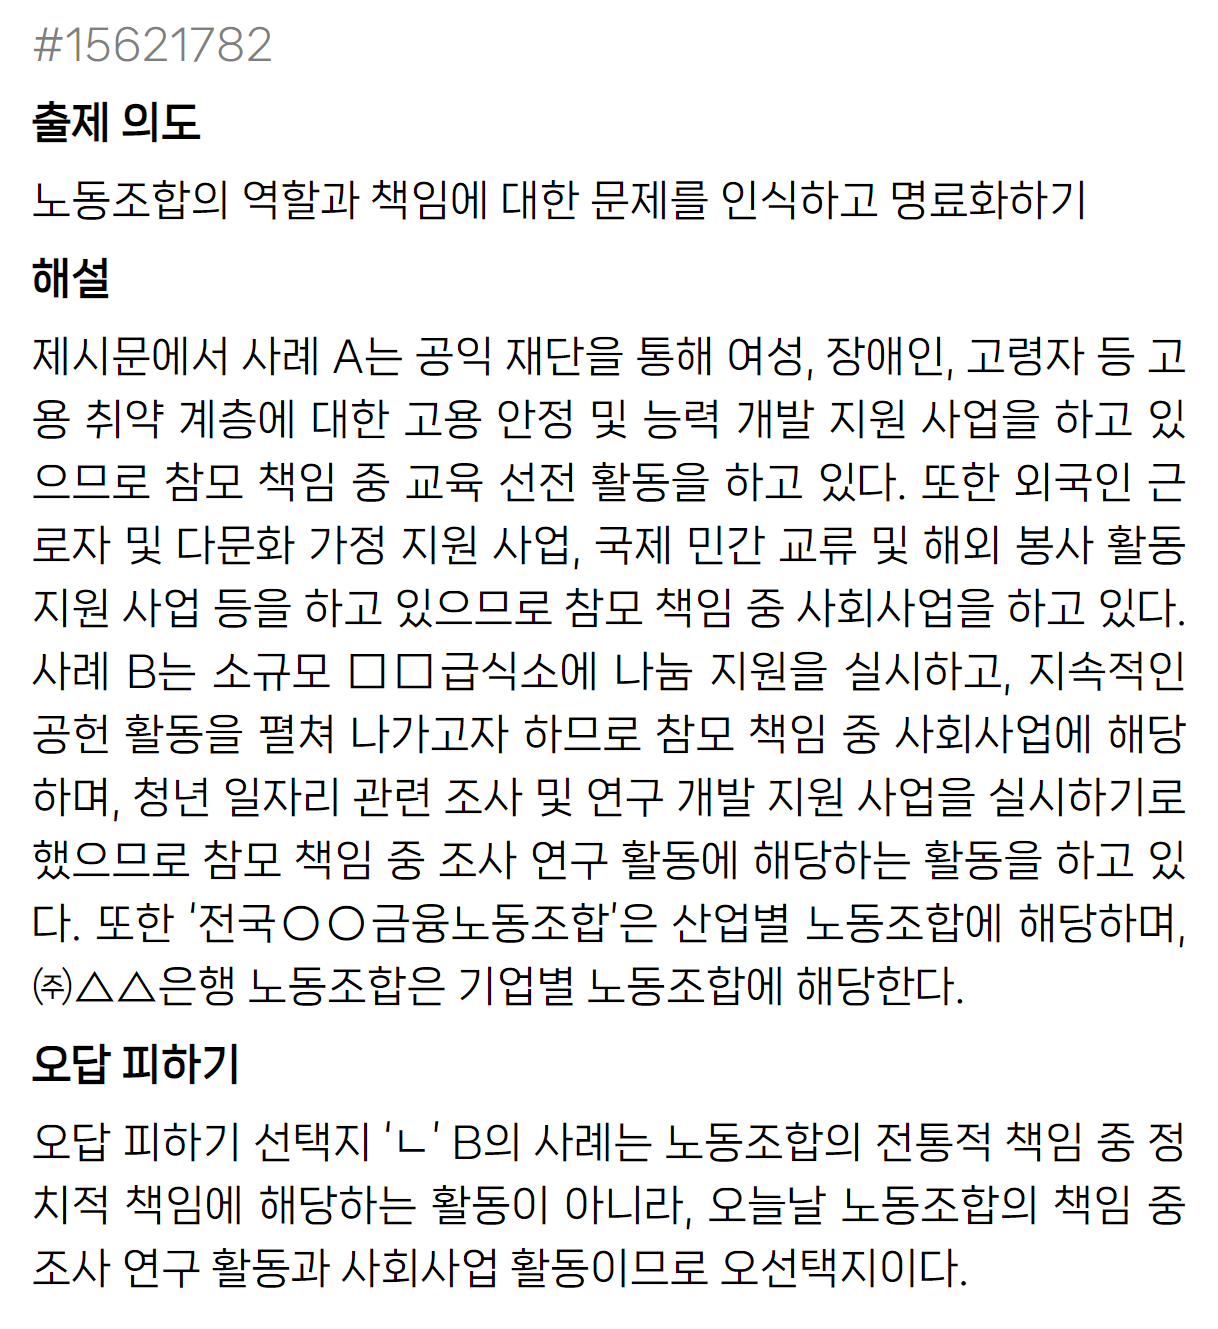 #15621782
출제 의도
노동조합의 역할과 책임에 대한 문제를 인식하고 명료화하기
해설
제시문에서 사례 A는 공익 재단을 통해 여성, 장애인, 고령자 등 고
용 취약 계층에 대한 고용 안정 및 능력 개발 지원 사업을 하고 있
으므로 참모 책임 중 교육 선전 활동을 하고 있다. 또한 외국인 근
로자 및 다문화 가정 지원 사업, 국제 민간 교류 및 해외 봉사 활동
지원 사업 등을 하고 있으므로 참모 책임 중 사회사업을 하고 있다.
사례 B는 소규모 □□급식소에 나눔 지원을 실시하고, 지속적인
공헌 활동을 펼쳐 나가고자 하므로 참모 책임 중 사회사업에 해당
하며, 청년 일자리 관련 조사 및 연구 개발 지원 사업을 실시하기로
했으므로 참모 책임 중 조사 연구 활동에 해당하는 활동을 하고 있
다. 또한 '전국○○금융노동조합'은 산업별 노동조합에 해당하며,
㈜△△은행 노동조합은 기업별 노동조합에 해당한다.
오답 피하기
오답 피하기 선택지 'ㄴ' B의 사례는 노동조합의 전통적 책임 중 정
치적 책임에 해당하는 활동이 아니라, 오늘날 노동조합의 책임 중
조사 연구 활동과 사회사업 활동이므로 오선택지이다.